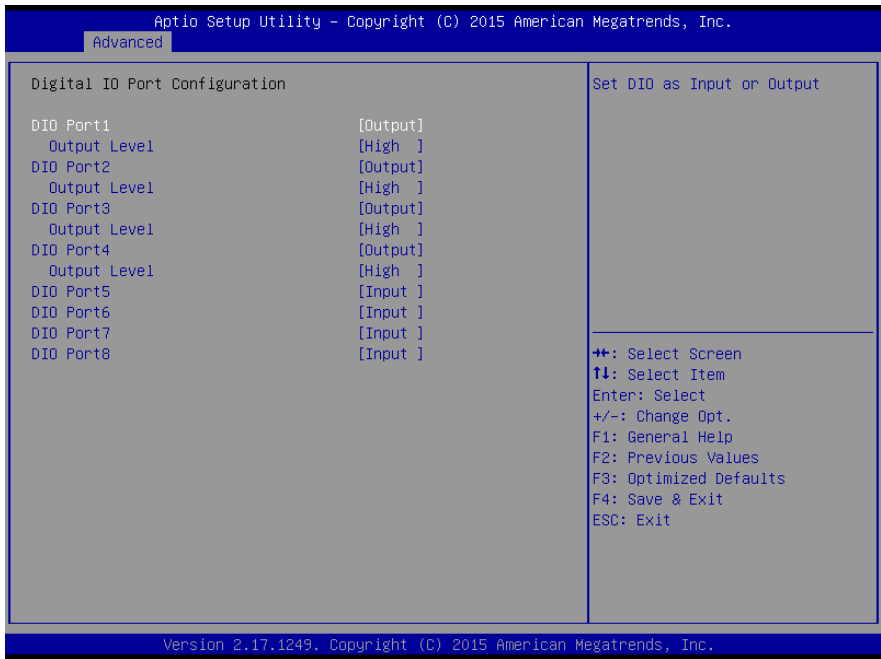 Aptio Setup Utility – Copyright (C) 2015 American Megatrends, Inc.
Advanced
Digital IO Port Configuration
DIO Port1 [Output]
Output Level [High ]
DIO Port2 [Output]
Output Level [High ]
DIO Port3 [Output]
Output Level [High ]
DIO Port4 [Output]
Output Level [High ]
DIO Port5 [Input ]
DIO Port6 [Input ]
DIO Port7 [Input ]
DIO Port8 [Input ]
Set DIO as Input or Output
→←: Select Screen
↑↓: Select Item
Enter: Select
+/-: Change Opt.
F1: General Help
F2: Previous Values
F3: Optimized Defaults
F4: Save & Exit
ESC: Exit
Version 2.17.1249. Copyright (C) 2015 American Megatrends, Inc.